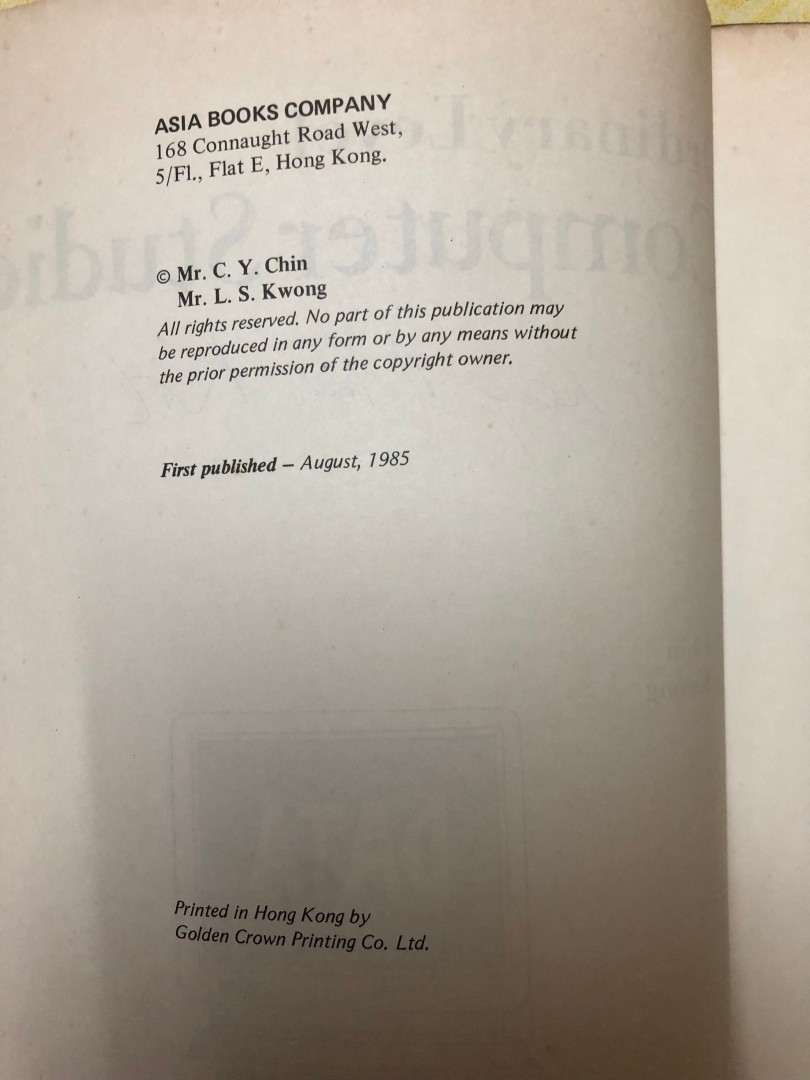 ASIA BOOKS COMPANY
168 Connaught Road West,
5/Fl., Flat E, Hong Kong.
© Mr. C. Y. Chin
Mr. L. S. Kwong
All rights reserved. No part of this publication may
be reproduced in any form or by any means without
the prior permission of the copyright owner.
First published – August, 1985
Printed in Hong Kong by
Golden Crown Printing Co. Ltd.